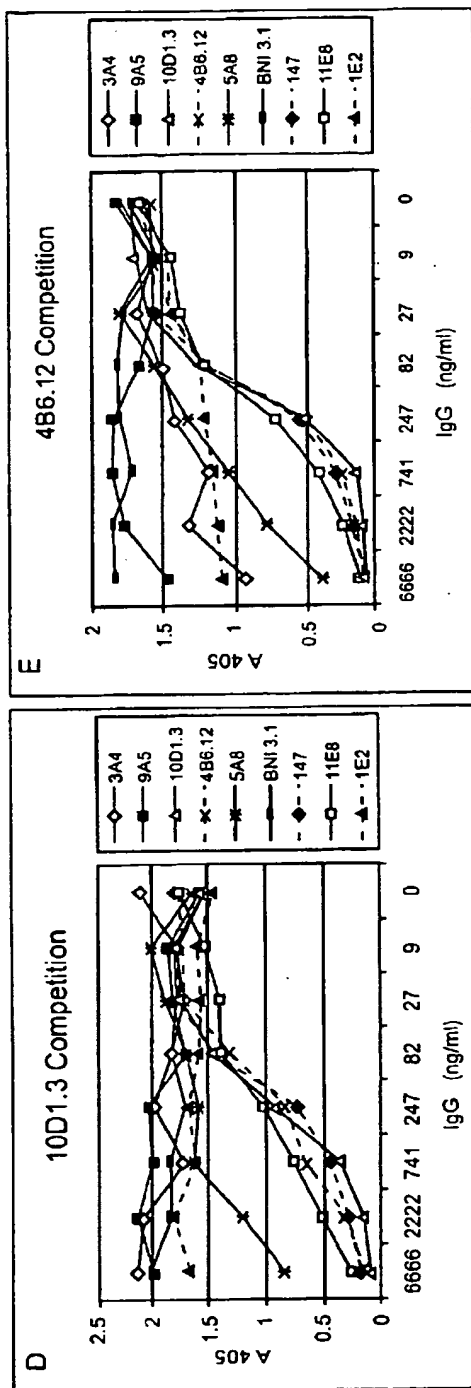 D
10D1.3 Competition
2.5
2
1.5
1
0.5
0
A 405
6666 2222 741 247 82 27 9 0
IgG (ng/ml)
3A4
9A5
10D1.3
4B6.12
5A8
BNI 3.1
147
11E8
1E2
E
4B6.12 Competition
2
1.5
1
0.5
0
A 405
6666 2222 741 247 82 27 9 0
IgG (ng/ml)
3A4
9A5
10D1.3
4B6.12
5A8
BNI 3.1
147
11E8
1E2